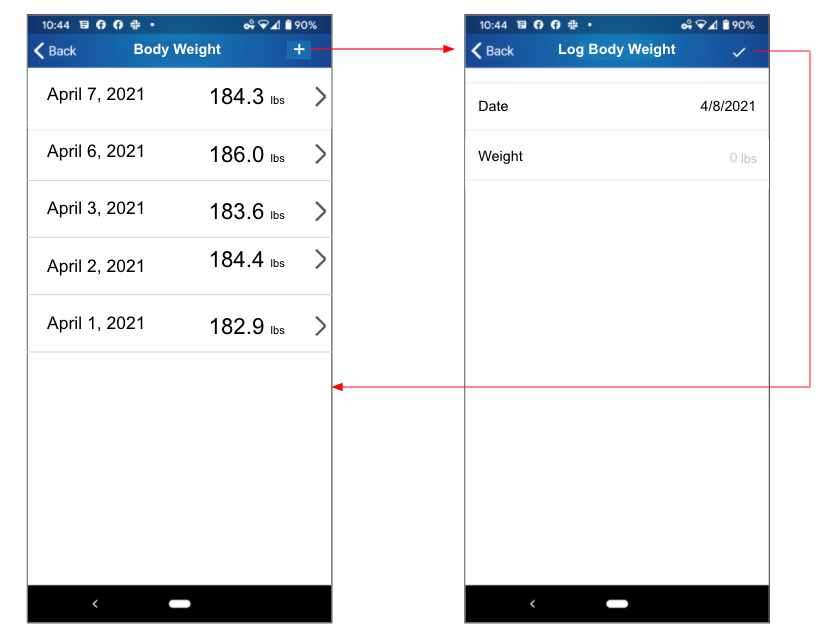 10:44 90%
Back Body Weight +
April 7, 2021 184.3 lbs
April 6, 2021 186.0 lbs
April 3, 2021 183.6 lbs
April 2, 2021 184.4 lbs
April 1, 2021 182.9 lbs
10:44 90%
Back Log Body Weight
Date 4/8/2021
Weight 0 lbs